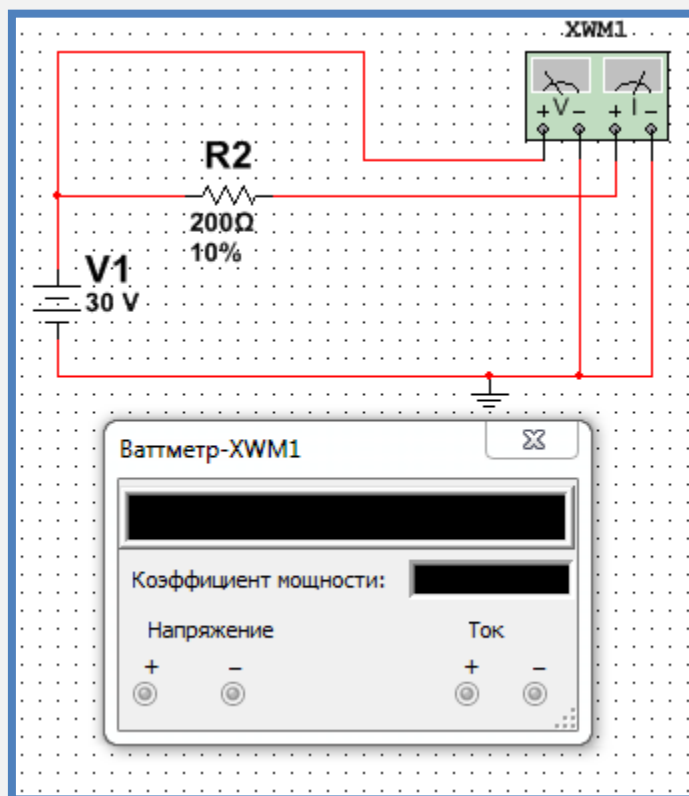 XWM1
+ V − + I −
R2
200Ω
10%
V1
30 V
Ваттметр-XWM1
Коэффициент мощности:
Напряжение Ток
+ − + −